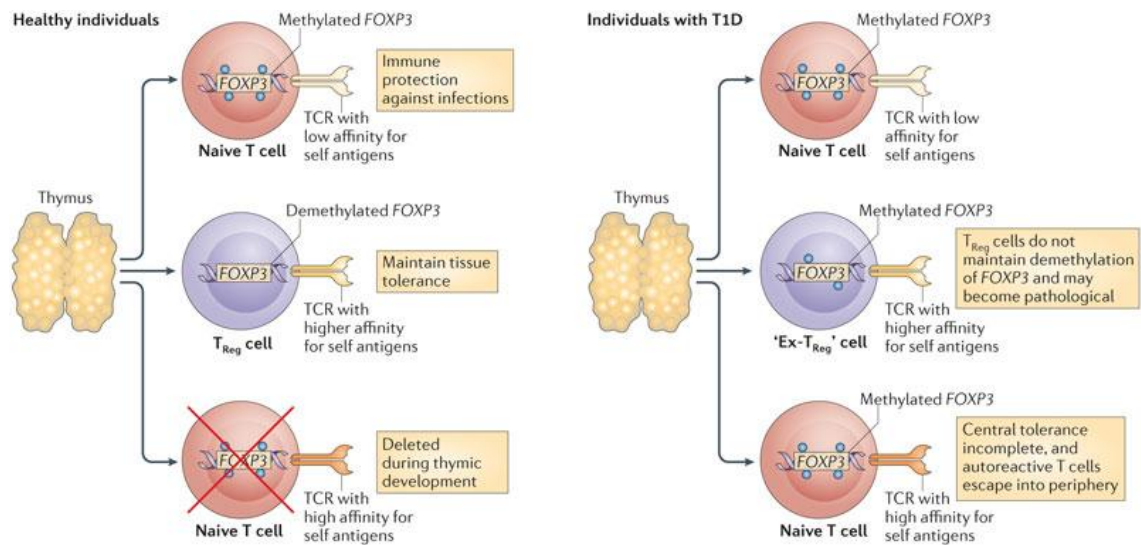 Healthy individuals
Methylated FOXP3
FOXP3
Immune
protection
against infections
TCR with
low affinity for
self antigens
Naive T cell
Thymus
Demethylated FOXP3
FOXP3
Maintain tissue
tolerance
TCR with
higher affinity
for self antigens
TReg cell
FOXP3
Deleted
during thymic
development
TCR with
high affinity for
self antigens
Naive T cell
Individuals with T1D
Methylated FOXP3
FOXP3
TCR with low
affinity for
self antigens
Naive T cell
Thymus
Methylated FOXP3
FOXP3
TReg cells do not
maintain demethylation
of FOXP3 and may
become pathological
TCR with
higher affinity
for self antigens
'Ex-TReg' cell
Methylated FOXP3
FOXP3
Central tolerance
incomplete, and
autoreactive T cells
escape into periphery
TCR with
high affinity for
self antigens
Naive T cell